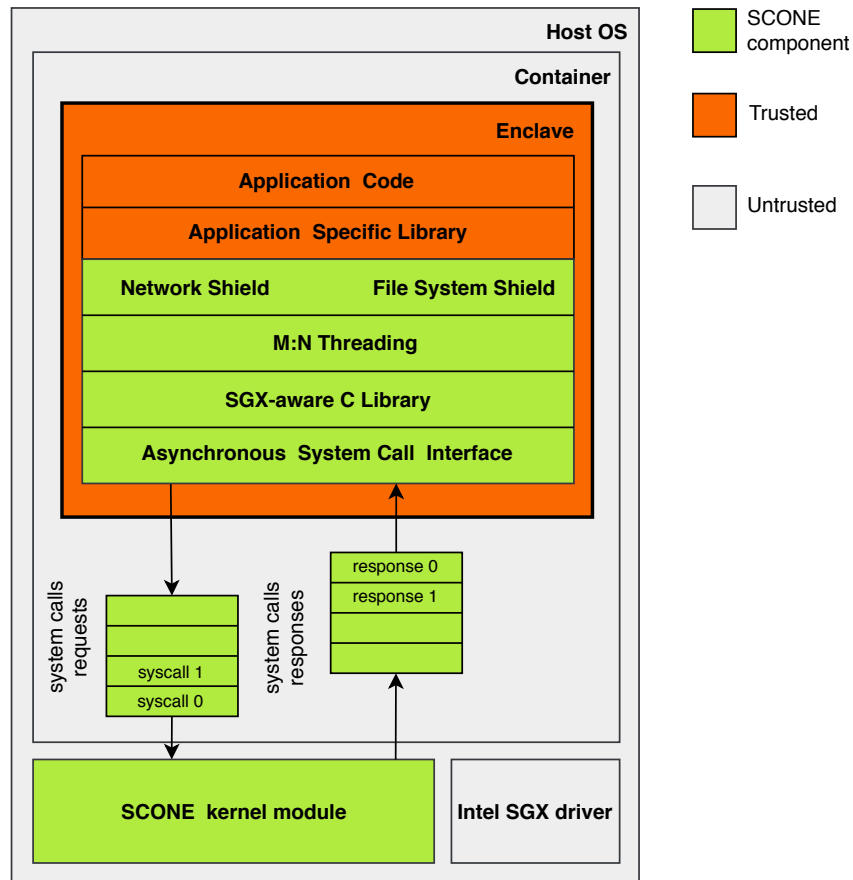 Host OS
Container
Enclave
Application Code
Application Specific Library
Network Shield File System Shield
M:N Threading
SGX-aware C Library
Asynchronous System Call Interface
system calls
requests
syscall 1
syscall 0
system calls
responses
response 0
response 1
SCONE kernel module
Intel SGX driver
SCONE
component
Trusted
Untrusted